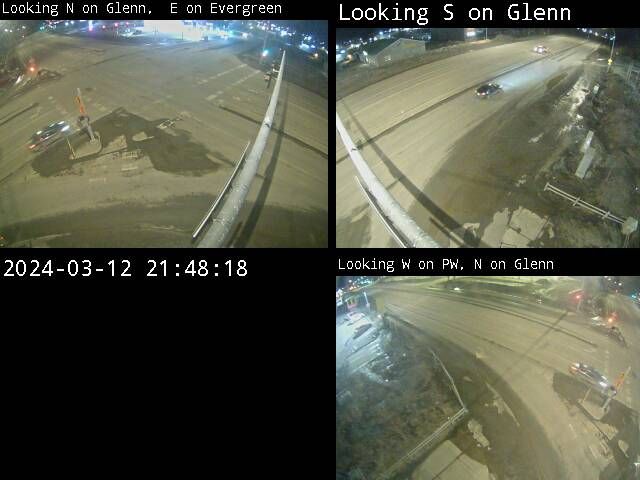 Looking N on Glenn, E on Evergreen
Looking S on Glenn
2024-03-12 21:48:18
Looking W on PW, N on Glenn